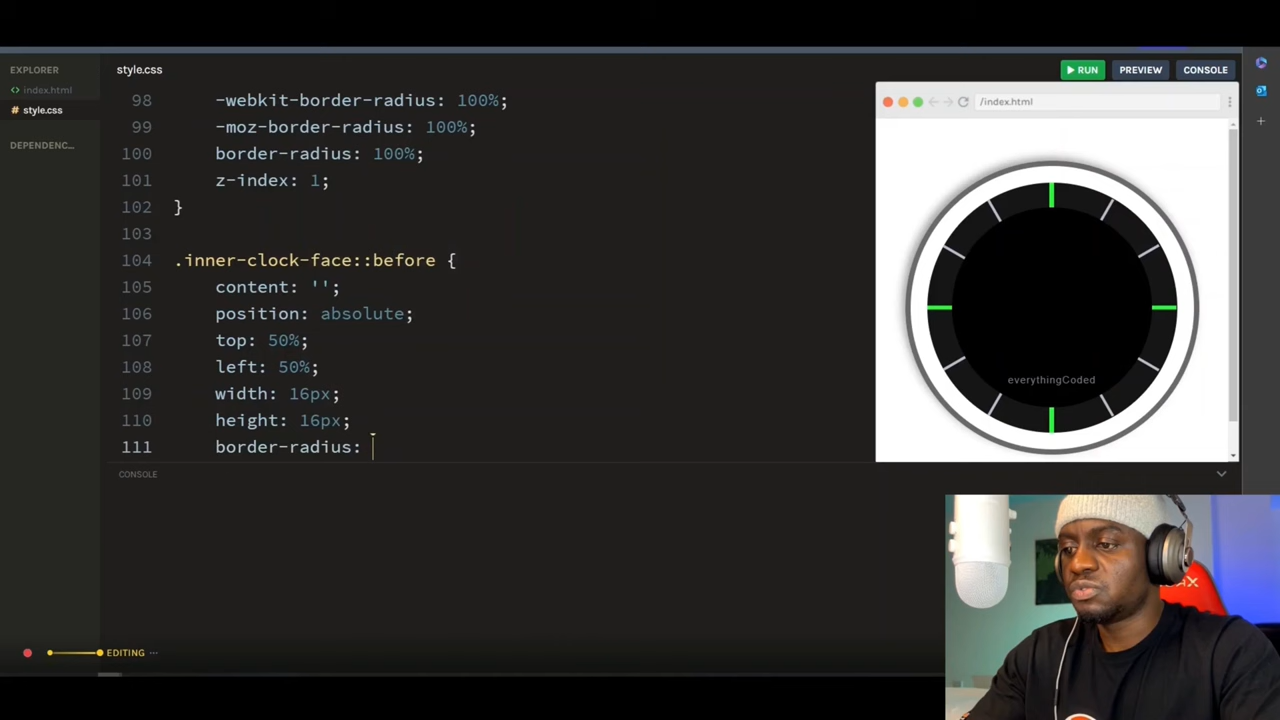 EXPLORER
<> index.html
# style.css
DEPENDENC...
style.css
RUN
PREVIEW
CONSOLE
98 -webkit-border-radius: 100%;
99 -moz-border-radius: 100%;
100 border-radius: 100%;
101 z-index: 1;
102 }
103
104 .inner-clock-face::before {
105 content: '';
106 position: absolute;
107 top: 50%;
108 left: 50%;
109 width: 16px;
110 height: 16px;
111 border-radius:
/index.html
everythingCoded
CONSOLE
EDITING ...